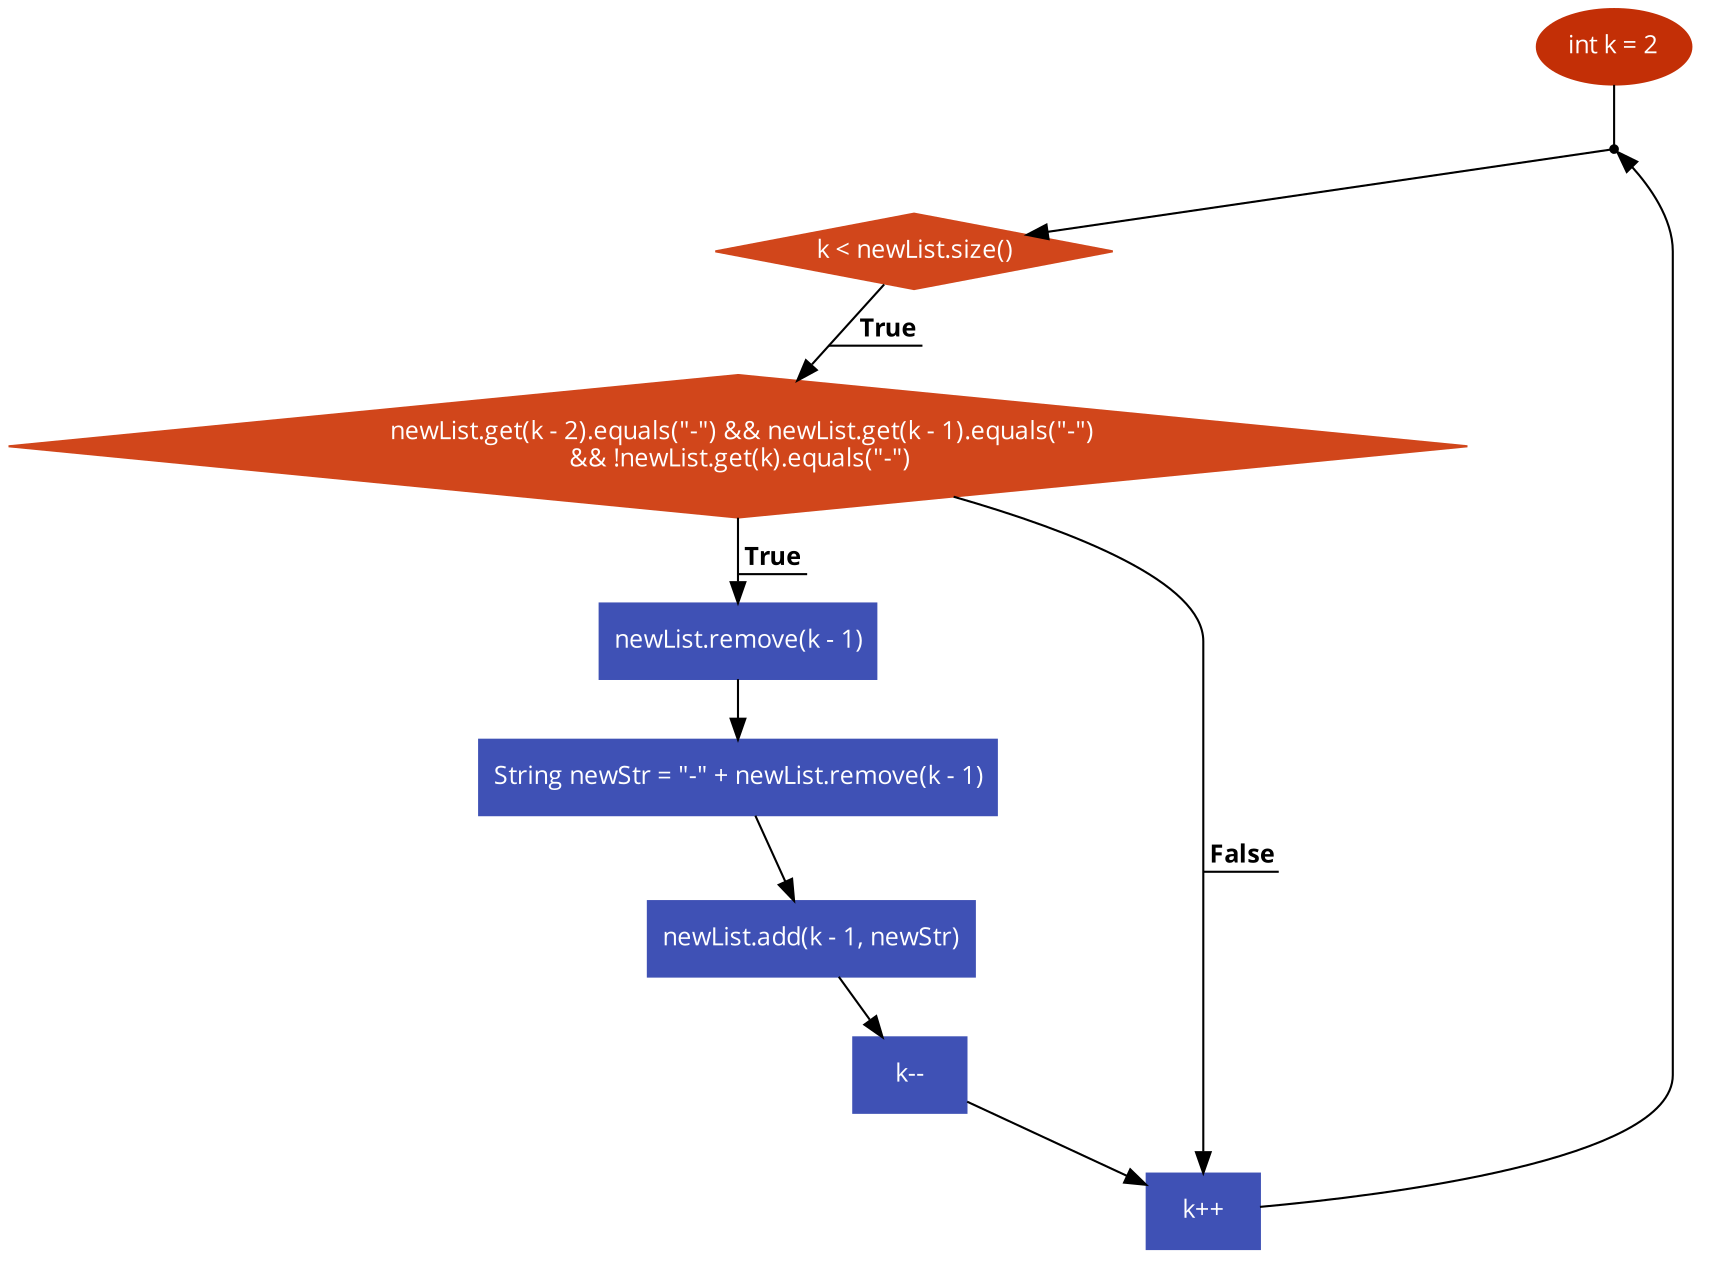 int k = 2
k < newList.size()
True
newList.get(k - 2).equals("-") && newList.get(k - 1).equals("-")
&& !newList.get(k).equals("-")
True
newList.remove(k - 1)
String newStr = "-" + newList.remove(k - 1)
False
newList.add(k - 1, newStr)
k--
k++